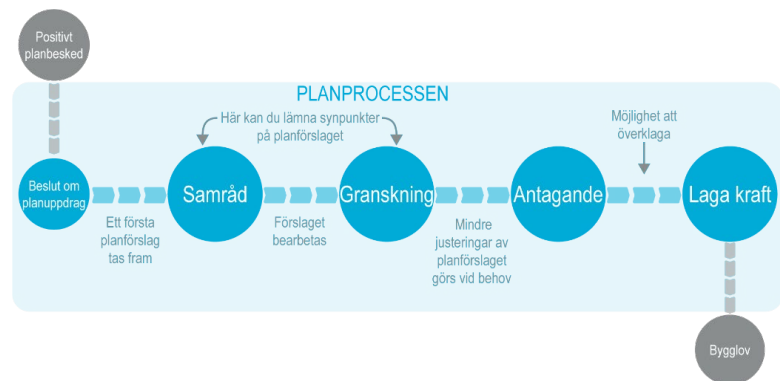 Positivt
planbesked
PLANPROCESSEN
Här kan du lämna synpunkter
på planförslaget
Möjlighet att
överklaga
Beslut om
planuppdrag
Samråd
Granskning
Antagande
Laga kraft
Ett första
planförslag
tas fram
Förslaget
bearbetas
Mindre
justeringar av
planförslaget
görs vid behov
Bygglov